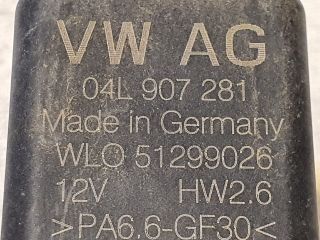 VW AG
04L 907 281
Made in Germany
WLO 51299026
12V HW2.6
>PA6.6-GF30<